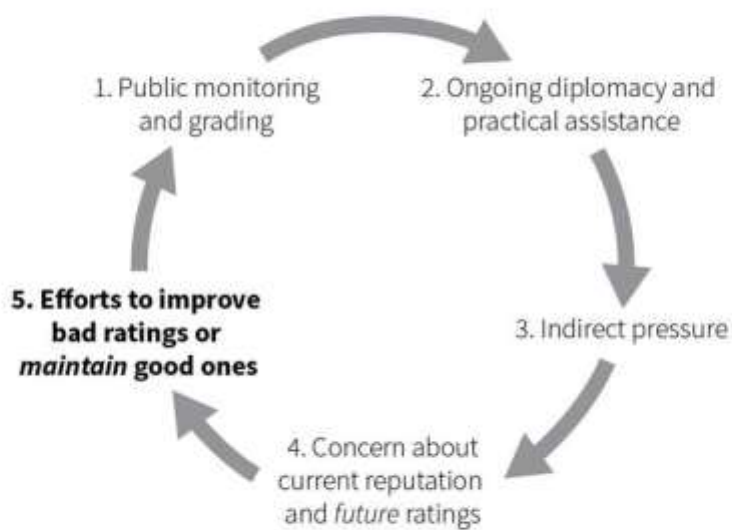 1. Public monitoring
and grading
2. Ongoing diplomacy and
practical assistance
3. Indirect pressure
4. Concern about
current reputation
and future ratings
5. Efforts to improve
bad ratings or
maintain good ones